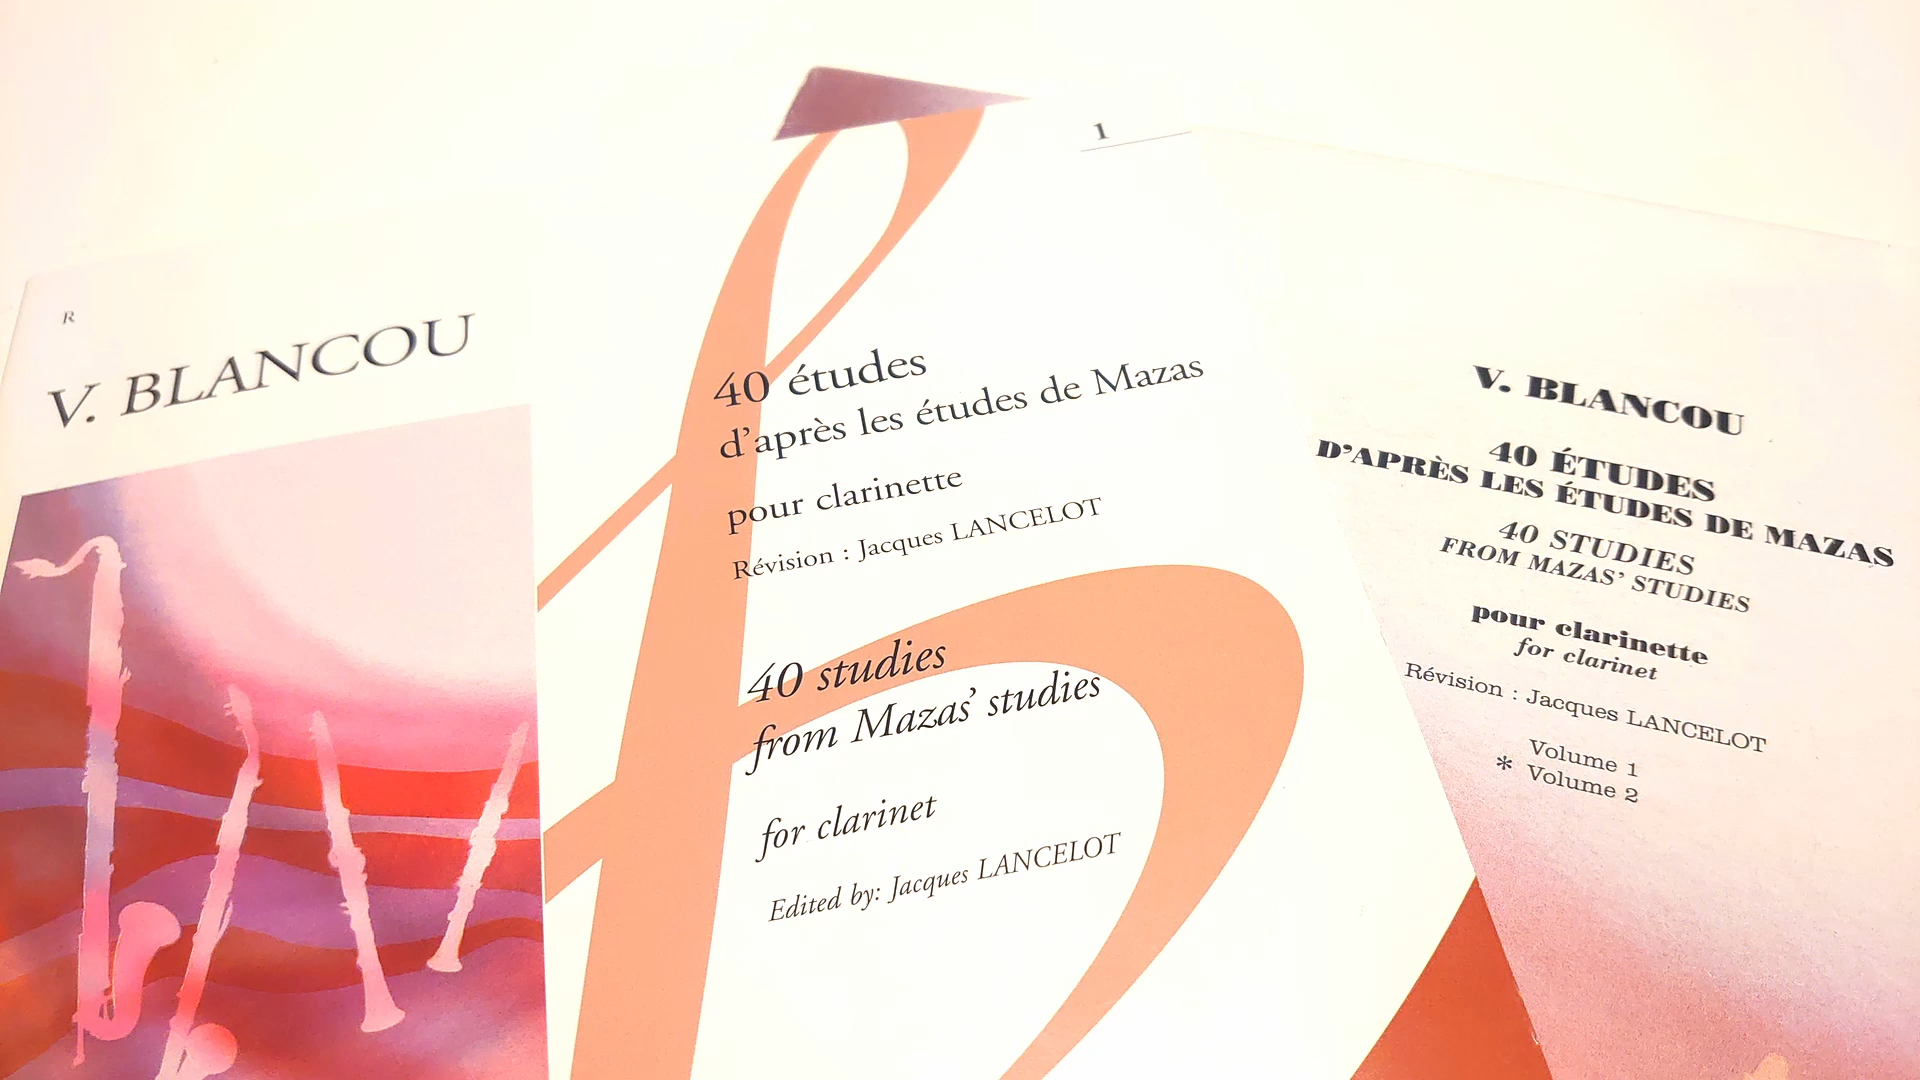 R
V. BLANCOU
1
40 études
d'après les études de Mazas
pour clarinette
Révision : Jacques LANCELOT
40 studies
from Mazas' studies
for clarinet
Edited by: Jacques LANCELOT
V. BLANCOU
40 ÉTUDES
D'APRÈS LES ÉTUDES DE MAZAS
40 STUDIES
FROM MAZAS' STUDIES
pour clarinette
for clarinet
Révision : Jacques LANCELOT
Volume 1
* Volume 2